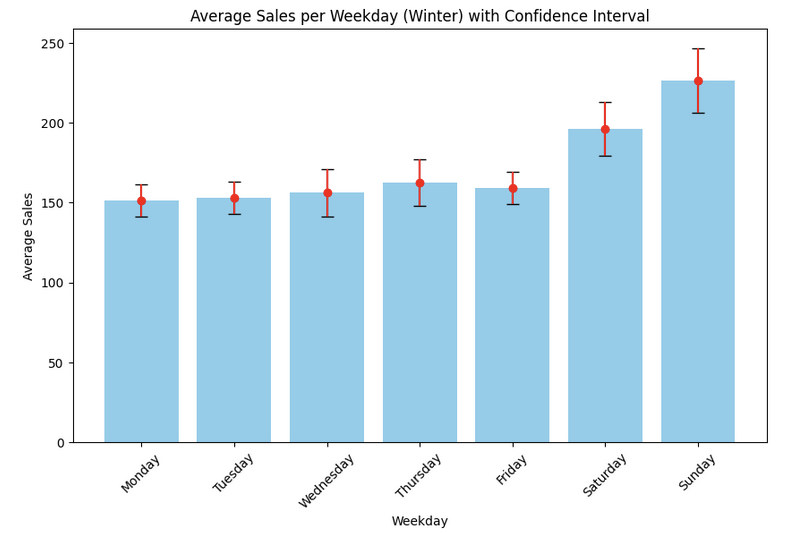 Average Sales per Weekday (Winter) with Confidence Interval
250
200
150
100
50
0
Average Sales
Monday
Tuesday
Wednesday
Thursday
Friday
Saturday
Sunday
Weekday